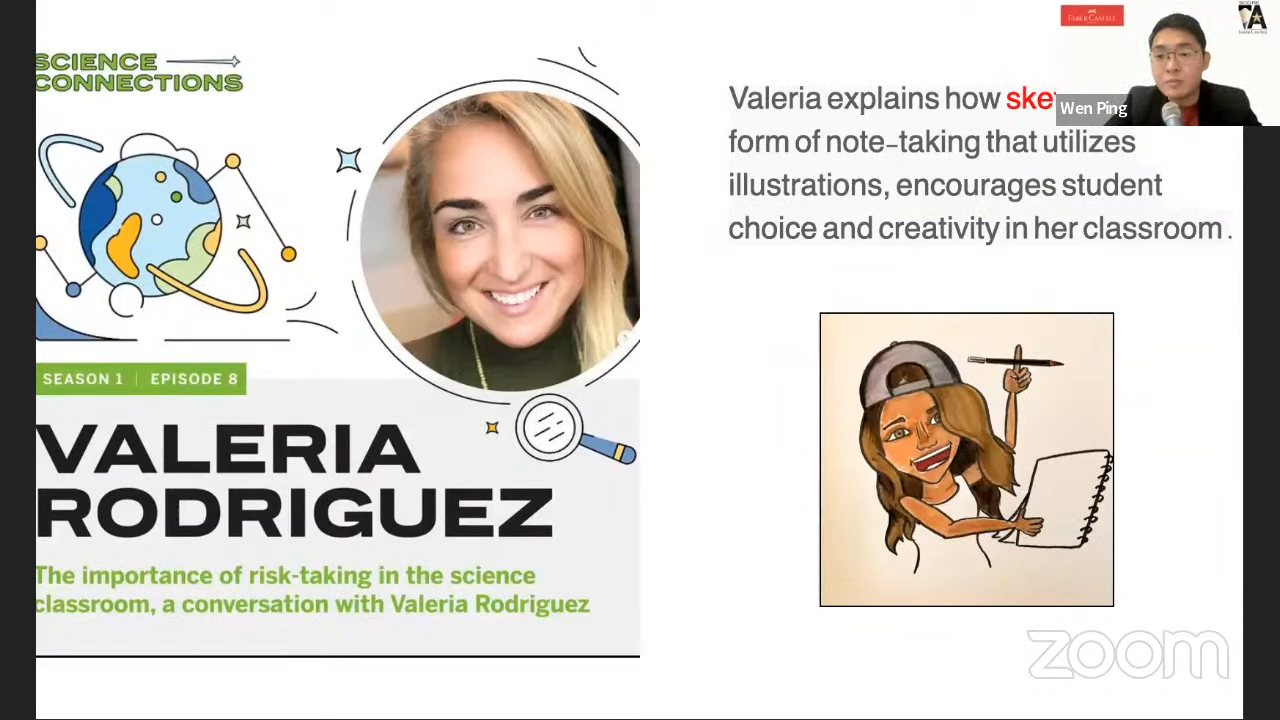 SCIENCE
CONNECTIONS
SEASON 1 | EPISODE 8
VALERIA
RODRIGUEZ
The importance of risk-taking in the science
classroom, a conversation with Valeria Rodriguez
Valeria explains how
form of note-taking that utilizes
illustrations, encourages student
choice and creativity in her classroom.
FABER-CASTELL
Wen Ping
zoom